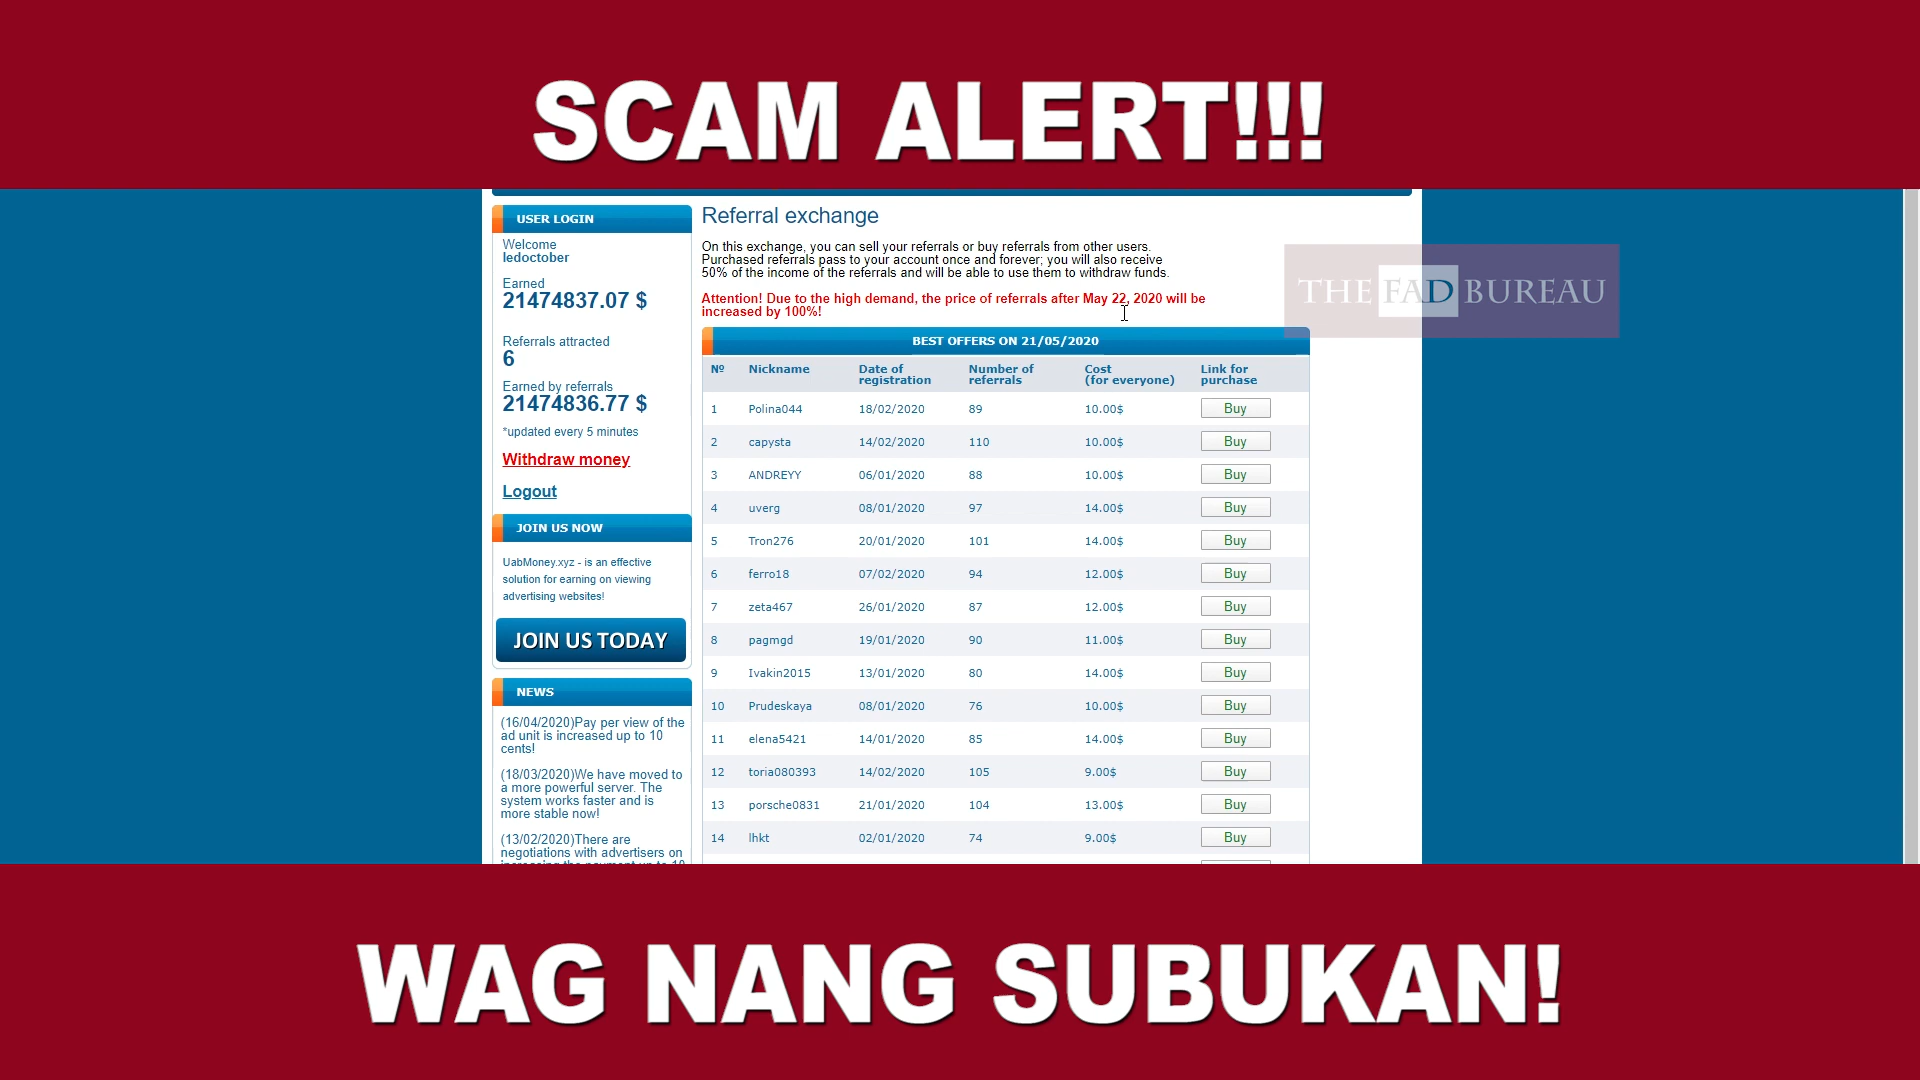 SCAM ALERT!!!
USER LOGIN
Welcome
ledoctober
Earned
21474837.07 $
Referrals attracted
6
Earned by referrals
21474836.77 $
*updated every 5 minutes
Withdraw money
Logout
JOIN US NOW
UabMoney.xyz - is an effective
solution for earning on viewing
advertising websites!
JOIN US TODAY
NEWS
(16/04/2020)Pay per view of the
ad unit is increased up to 10
cents!
(18/03/2020)We have moved to
a more powerful server. The
system works faster and is
more stable now!
(13/02/2020)There are
negotiations with advertisers on
Referral exchange
On this exchange, you can sell your referrals or buy referrals from other users.
Purchased referrals pass to your account once and forever; you will also receive
50% of the income of the referrals and will be able to use them to withdraw funds.
Attention! Due to the high demand, the price of referrals after May 22, 2020 will be
increased by 100%!
THE FAD BUREAU
BEST OFFERS ON 21/05/2020
Nº Nickname Date of registration Number of referrals Cost (for everyone) Link for purchase
1 Polina044 18/02/2020 89 10.00$ Buy
2 capysta 14/02/2020 110 10.00$ Buy
3 ANDREYY 06/01/2020 88 10.00$ Buy
4 uverg 08/01/2020 97 14.00$ Buy
5 Tron276 20/01/2020 101 14.00$ Buy
6 ferro18 07/02/2020 94 12.00$ Buy
7 zeta467 26/01/2020 87 12.00$ Buy
8 pagmgd 19/01/2020 90 11.00$ Buy
9 Ivakin2015 13/01/2020 80 14.00$ Buy
10 Prudeskaya 08/01/2020 76 10.00$ Buy
11 elena5421 14/01/2020 85 14.00$ Buy
12 toria080393 14/02/2020 105 9.00$ Buy
13 porsche0831 21/01/2020 104 13.00$ Buy
14 lhkt 02/01/2020 74 9.00$ Buy
WAG NANG SUBUKAN!